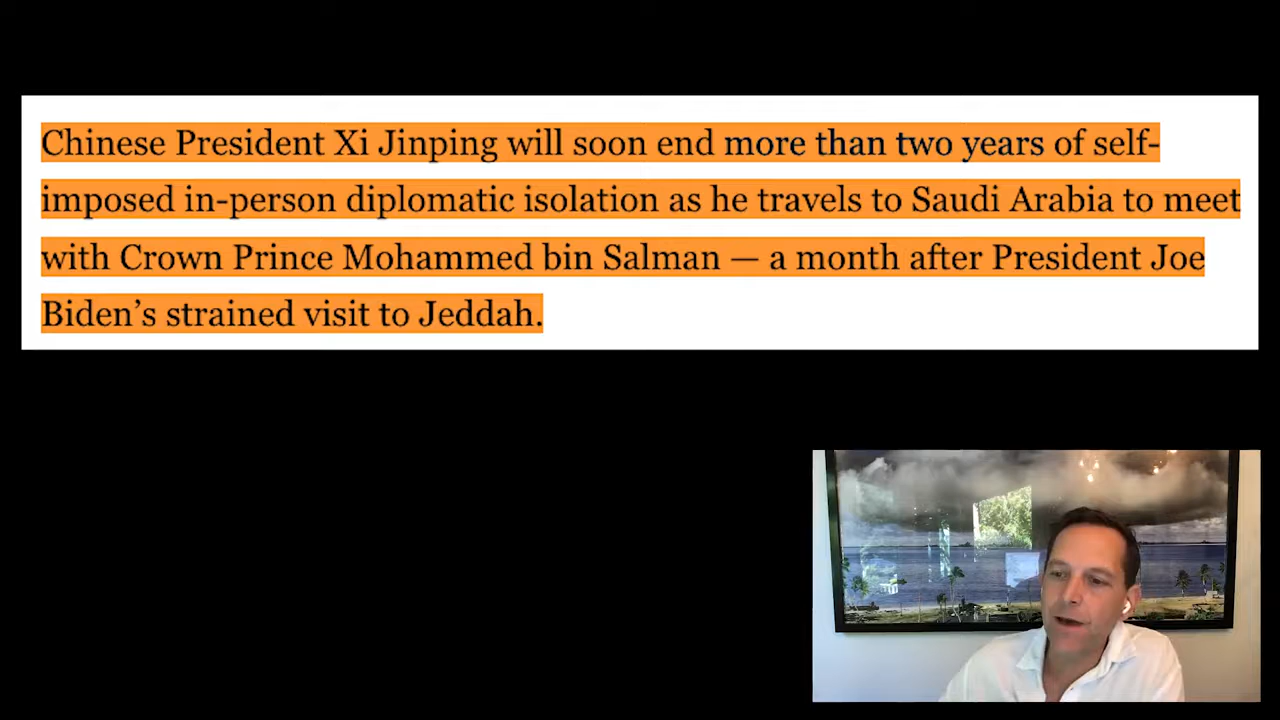 Chinese President Xi Jinping will soon end more than two years of self-
imposed in-person diplomatic isolation as he travels to Saudi Arabia to meet
with Crown Prince Mohammed bin Salman — a month after President Joe
Biden’s strained visit to Jeddah.